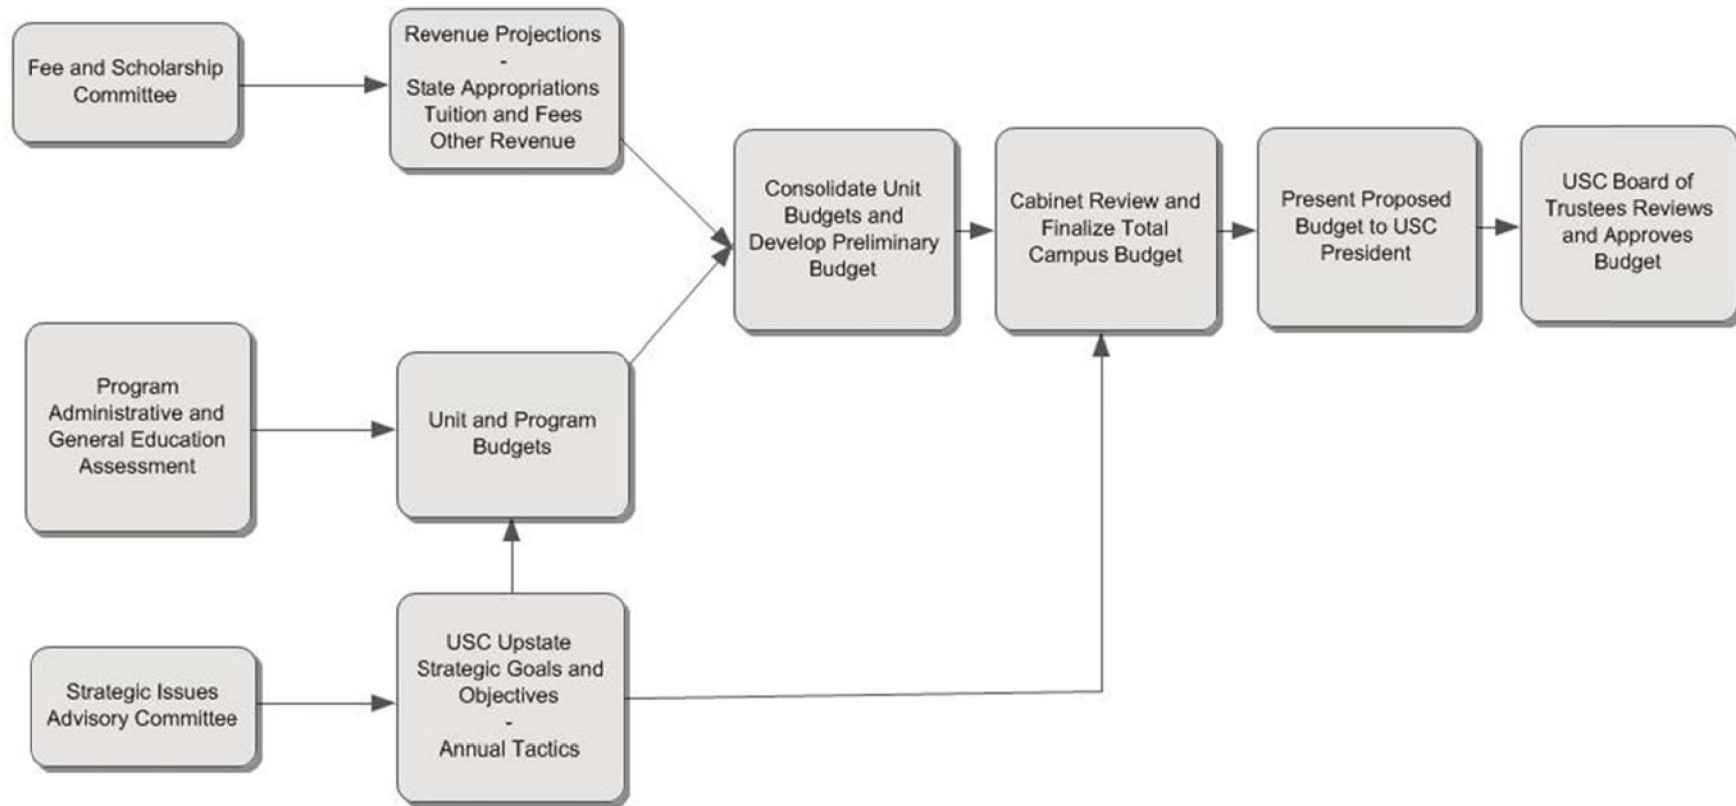 Fee and Scholarship
Committee
Revenue Projections
-
State Appropriations
Tuition and Fees
Other Revenue
Consolidate Unit
Budgets and
Develop Preliminary
Budget
Cabinet Review and
Finalize Total
Campus Budget
Present Proposed
Budget to USC
President
USC Board of
Trustees Reviews
and Approves
Budget
Program
Administrative and
General Education
Assessment
Unit and Program
Budgets
Strategic Issues
Advisory Committee
USC Upstate
Strategic Goals and
Objectives
-
Annual Tactics